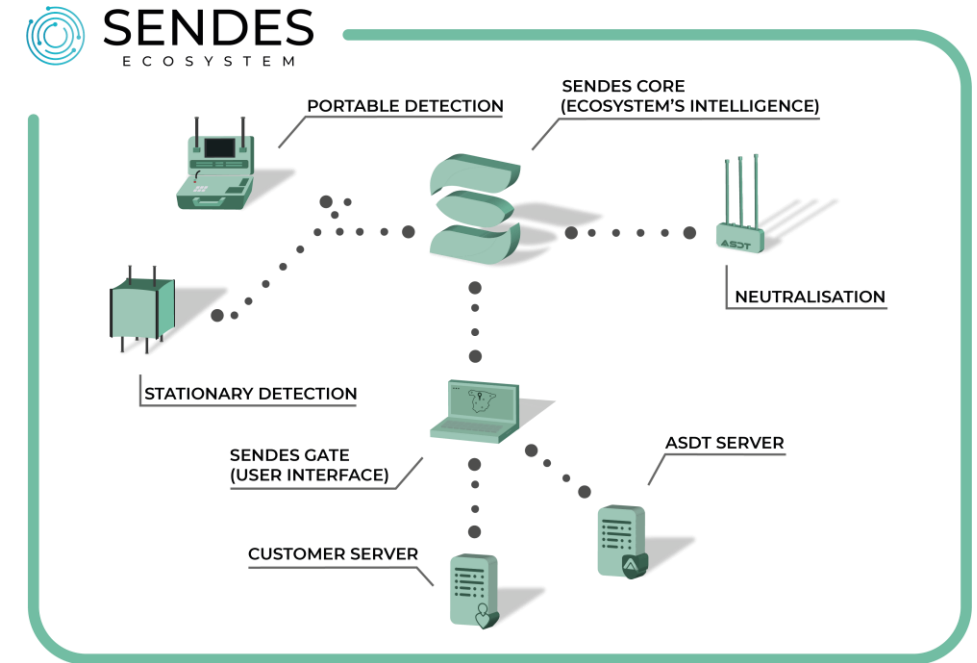 SENDES
ECOSYSTEM
PORTABLE DETECTION
SENDES CORE
(ECOSYSTEM'S INTELLIGENCE)
ASDT
NEUTRALISATION
STATIONARY DETECTION
SENDES GATE
(USER INTERFACE)
ASDT SERVER
CUSTOMER SERVER